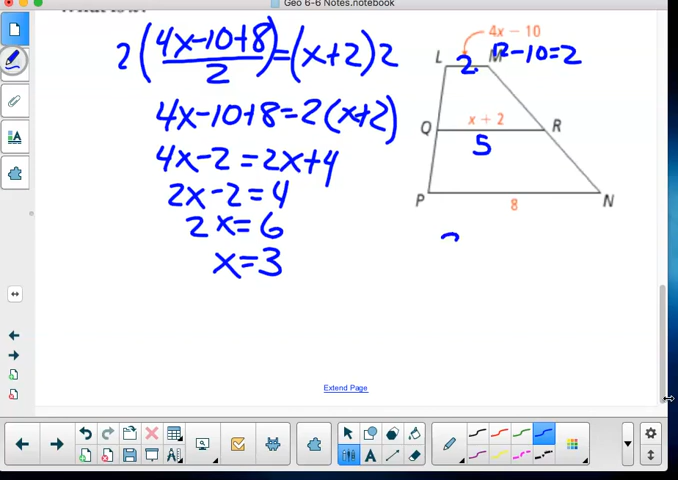 Geo 6-6 Notes.notebook
2(4x-10+8/2)=(x+2)2
4x-10+8=2(x+2)
4x-2=2x+4
2x-2=4
2x=6
x=3
4x − 10
12-10=2
L 2 M
Q x + 2 R
5
P 8 N
Extend Page
A